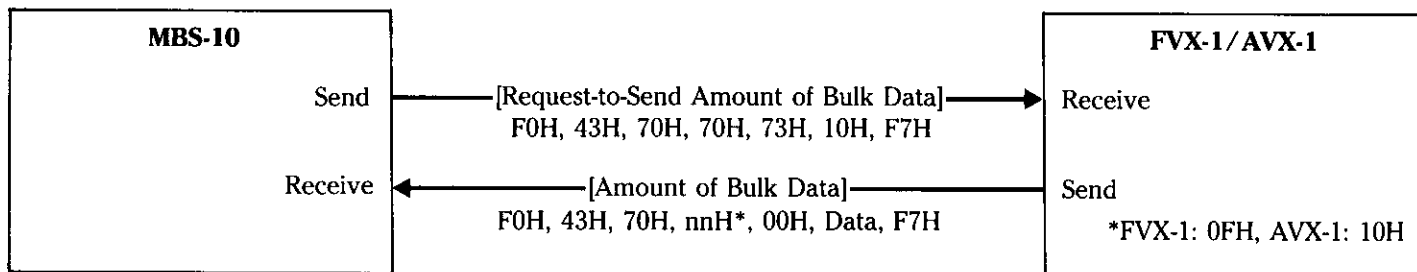 MBS-10
FVX-1/AVX-1
Send
[Request-to-Send Amount of Bulk Data]
Receive
F0H, 43H, 70H, 70H, 73H, 10H, F7H
Receive
[Amount of Bulk Data]
Send
F0H, 43H, 70H, nnH*, 00H, Data, F7H
*FVX-1: 0FH, AVX-1: 10H